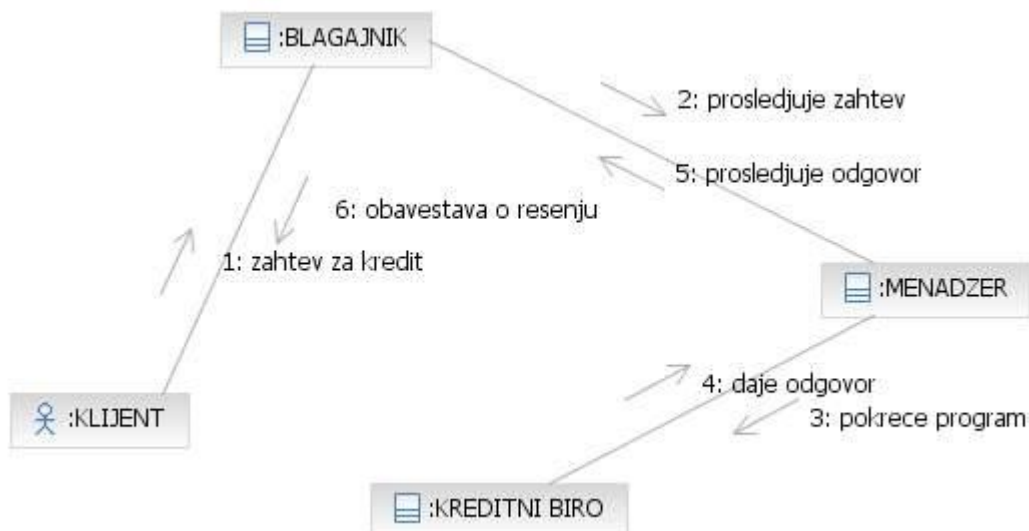 :BLAGAJNIK
2: prosledjuje zahtev
5: prosledjuje odgovor
6: obavestava o resenju
1: zahtev za kredit
:MENADZER
4: daje odgovor
:KLIJENT
3: pokrece program
:KREDITNI BIRO